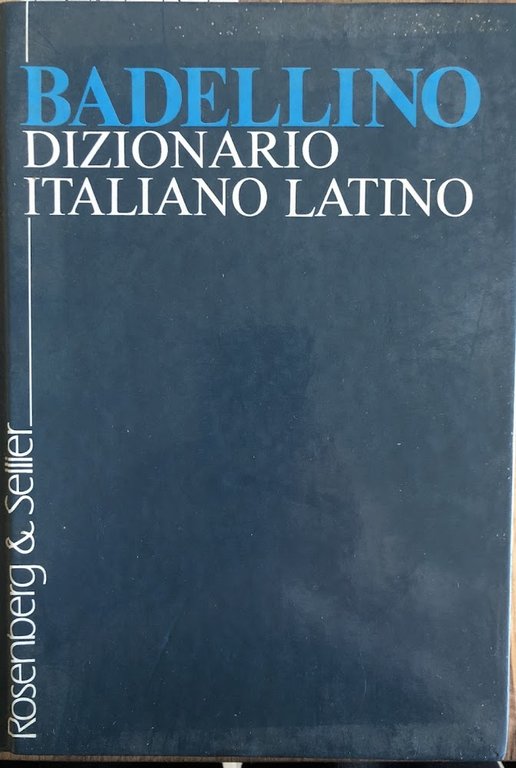 BADELLINO
DIZIONARIO
ITALIANO LATINO
Rosenberg & Sellier